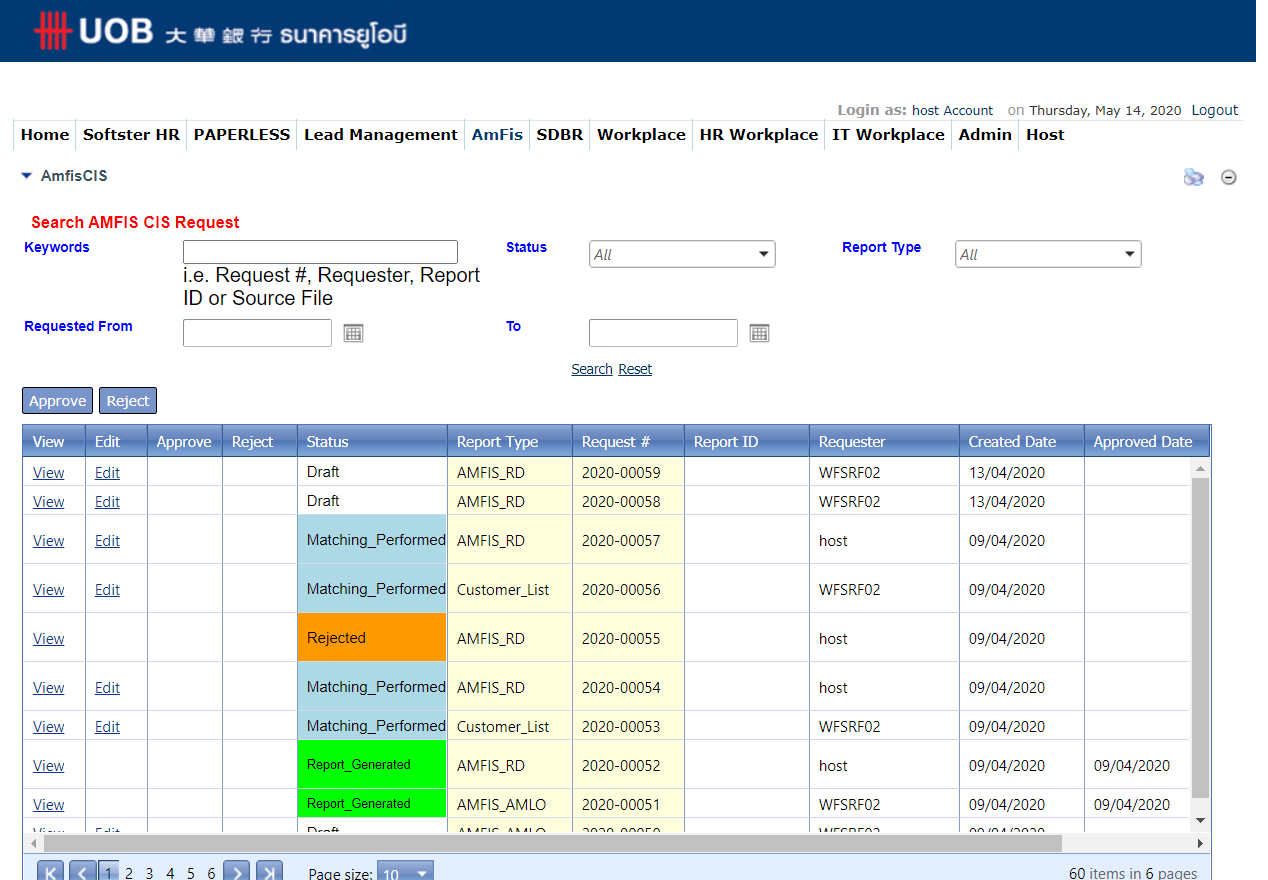 UOB 大華銀行 ธนาคารยูโอบี
Login as: host Account on Thursday, May 14, 2020 Logout
Home Softster HR PAPERLESS Lead Management AmFis SDBR Workplace HR Workplace IT Workplace Admin Host
AmfisCIS
Search AMFIS CIS Request
Keywords Status All Report Type All
i.e. Request #, Requester, Report
ID or Source File
Requested From To
Search Reset
Approve Reject
View Edit Approve Reject Status Report Type Request # Report ID Requester Created Date Approved Date
View Edit Draft AMFIS_RD 2020-00059 WFSRF02 13/04/2020
View Edit Draft AMFIS_RD 2020-00058 WFSRF02 13/04/2020
View Edit Matching_Performed AMFIS_RD 2020-00057 host 09/04/2020
View Edit Matching_Performed Customer_List 2020-00056 WFSRF02 09/04/2020
View Rejected AMFIS_RD 2020-00055 host 09/04/2020
View Edit Matching_Performed AMFIS_RD 2020-00054 host 09/04/2020
View Edit Matching_Performed Customer_List 2020-00053 WFSRF02 09/04/2020
View Report_Generated AMFIS_RD 2020-00052 host 09/04/2020 09/04/2020
View Report_Generated AMFIS_AMLO 2020-00051 WFSRF02 09/04/2020 09/04/2020
View Edit Draft AMFIS_AMLO 2020-00050 WFSRF02 09/04/2020
1 2 3 4 5 6 Page size: 10 60 items in 6 pages